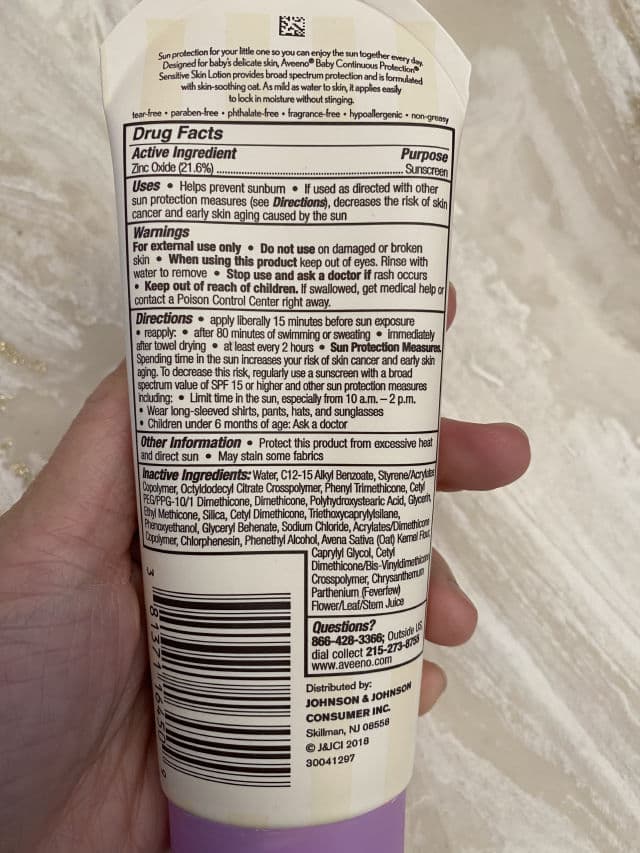 Sun protection for your little one so you can enjoy the sun together every day.
Designed for baby's delicate skin, Aveeno® Baby Continuous Protection®
Sensitive Skin Lotion provides broad spectrum protection and is formulated
with skin-soothing oat. As mild as water to skin, it applies easily
to lock in moisture without stinging.
tear-free • paraben-free • phthalate-free • fragrance-free • hypoallergenic • non-greasy
Drug Facts
Active Ingredient Purpose
Zinc Oxide (21.6%) Sunscreen
Uses • Helps prevent sunburn • If used as directed with other
sun protection measures (see Directions), decreases the risk of skin
cancer and early skin aging caused by the sun
Warnings
For external use only • Do not use on damaged or broken
skin • When using this product keep out of eyes. Rinse with
water to remove • Stop use and ask a doctor if rash occurs
• Keep out of reach of children. If swallowed, get medical help or
contact a Poison Control Center right away.
Directions • apply liberally 15 minutes before sun exposure
• reapply: • after 80 minutes of swimming or sweating • immediately
after towel drying • at least every 2 hours • Sun Protection Measures.
Spending time in the sun increases your risk of skin cancer and early skin
aging. To decrease this risk, regularly use a sunscreen with a broad
spectrum value of SPF 15 or higher and other sun protection measures
including: • Limit time in the sun, especially from 10 a.m. – 2 p.m.
• Wear long-sleeved shirts, pants, hats, and sunglasses
• Children under 6 months of age: Ask a doctor
Other Information • Protect this product from excessive heat
and direct sun • May stain some fabrics
Inactive Ingredients: Water, C12-15 Alkyl Benzoate, Styrene/Acrylates
Copolymer, Octyldodecyl Citrate Crosspolymer, Phenyl Trimethicone, Cetyl
PEG/PPG-10/1 Dimethicone, Dimethicone, Polyhydroxystearic Acid, Glycerin,
Ethyl Methicone, Silica, Cetyl Dimethicone, Triethoxycaprylylsilane,
Phenoxyethanol, Glyceryl Behenate, Sodium Chloride, Acrylates/Dimethicone
Copolymer, Chlorphenesin, Phenethyl Alcohol, Avena Sativa (Oat) Kernel Flour,
Caprylyl Glycol, Cetyl
Dimethicone/Bis-Vinyldimethicone
Crosspolymer, Chrysanthemum
Parthenium (Feverfew)
Flower/Leaf/Stem Juice
Questions?
866-428-3366; Outside US
dial collect 215-273-8755
www.aveeno.com
Distributed by:
JOHNSON & JOHNSON
CONSUMER INC.
Skillman, NJ 08558
© J&JCI 2018
30041297
3 81371 16450 0